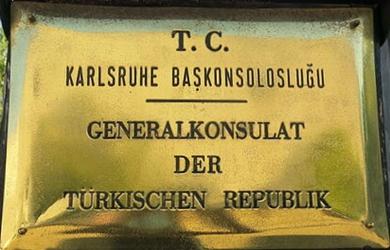 T. C.
KARLSRUHE BAŞKONSOLOSLUĞU
GENERALKONSULAT
DER
TÜRKISCHEN REPUBLIK